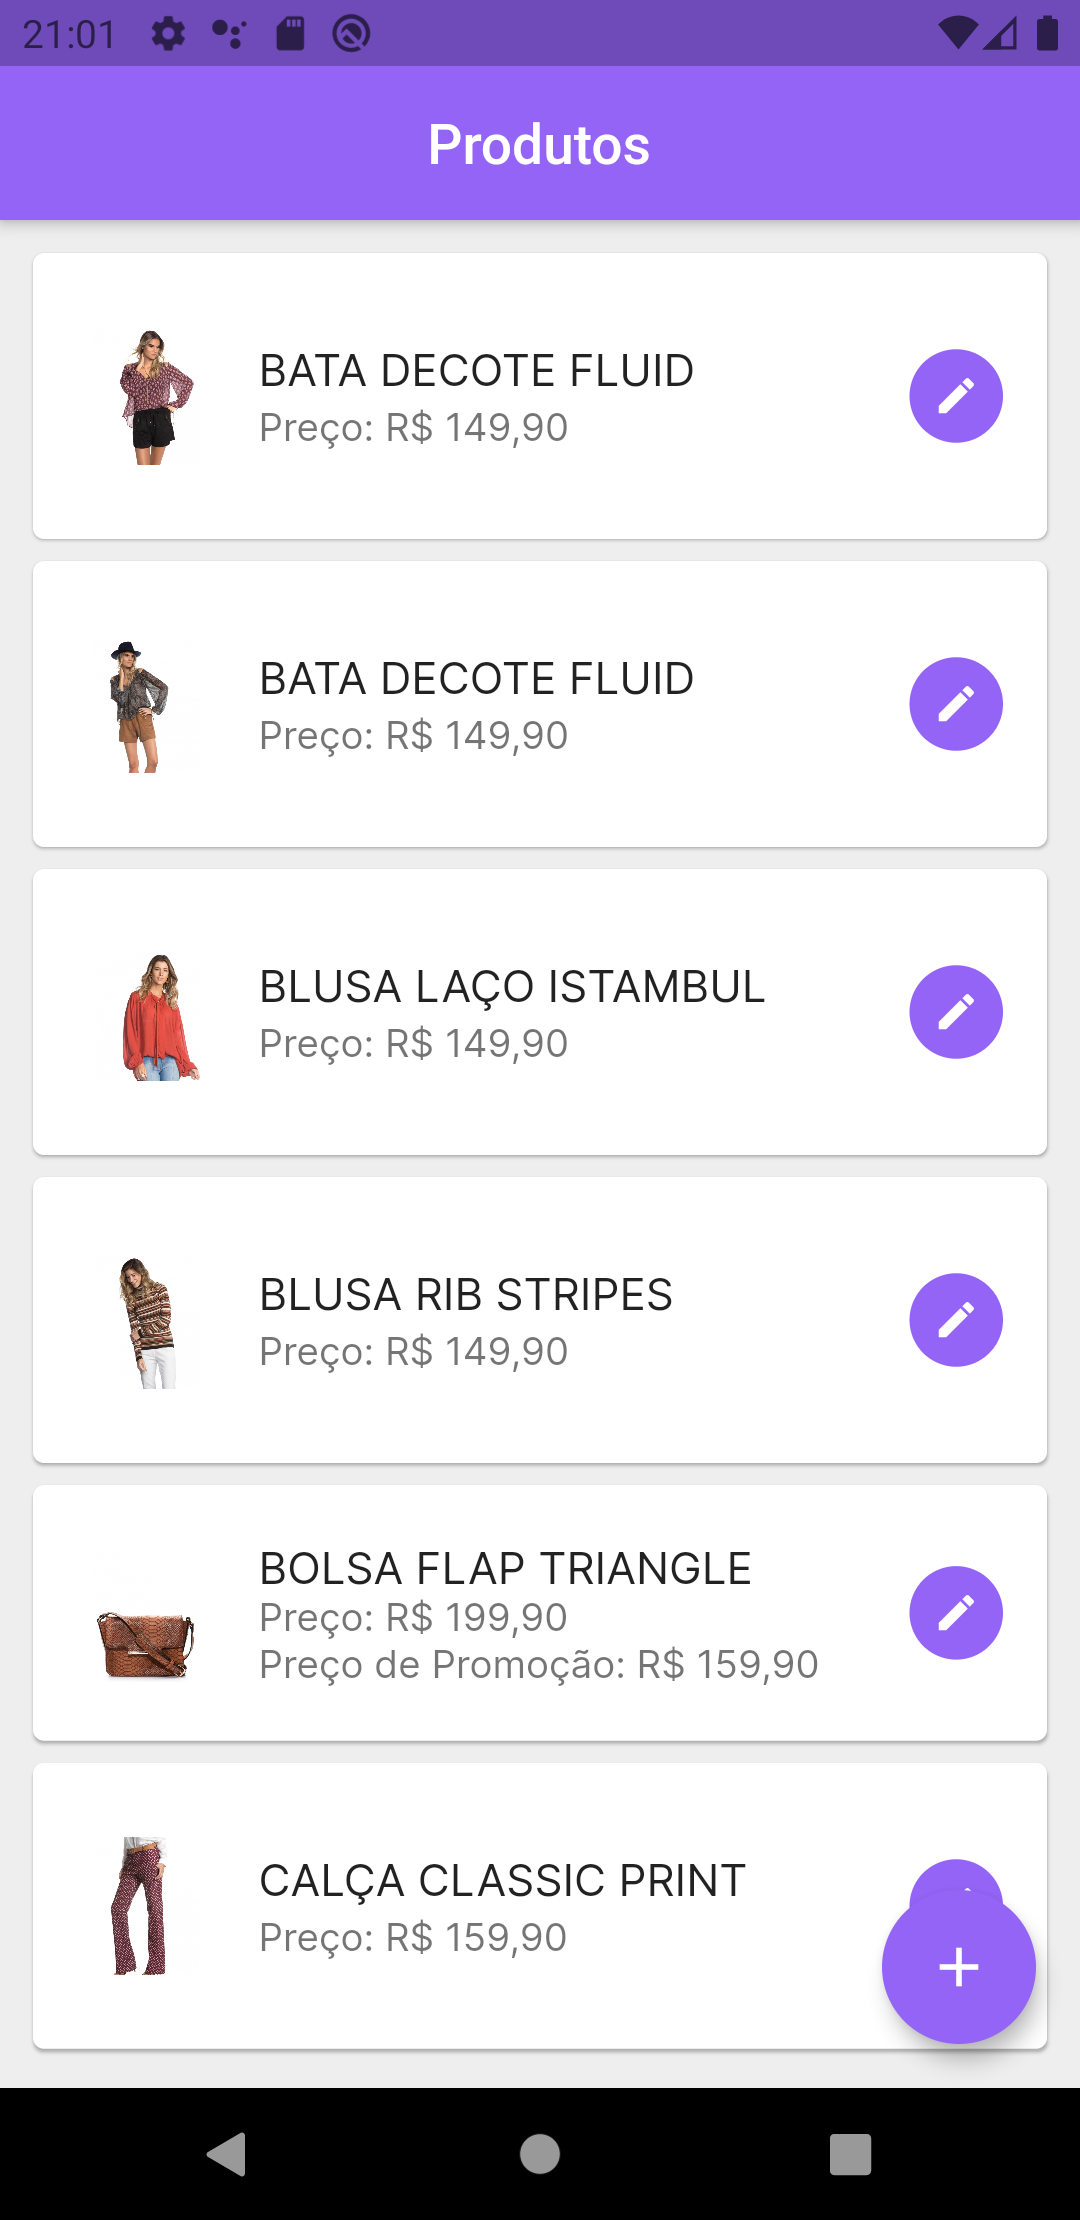 21:01
Produtos
BATA DECOTE FLUID
Preço: R$ 149,90
BATA DECOTE FLUID
Preço: R$ 149,90
BLUSA LAÇO ISTAMBUL
Preço: R$ 149,90
BLUSA RIB STRIPES
Preço: R$ 149,90
BOLSA FLAP TRIANGLE
Preço: R$ 199,90
Preço de Promoção: R$ 159,90
CALÇA CLASSIC PRINT
Preço: R$ 159,90